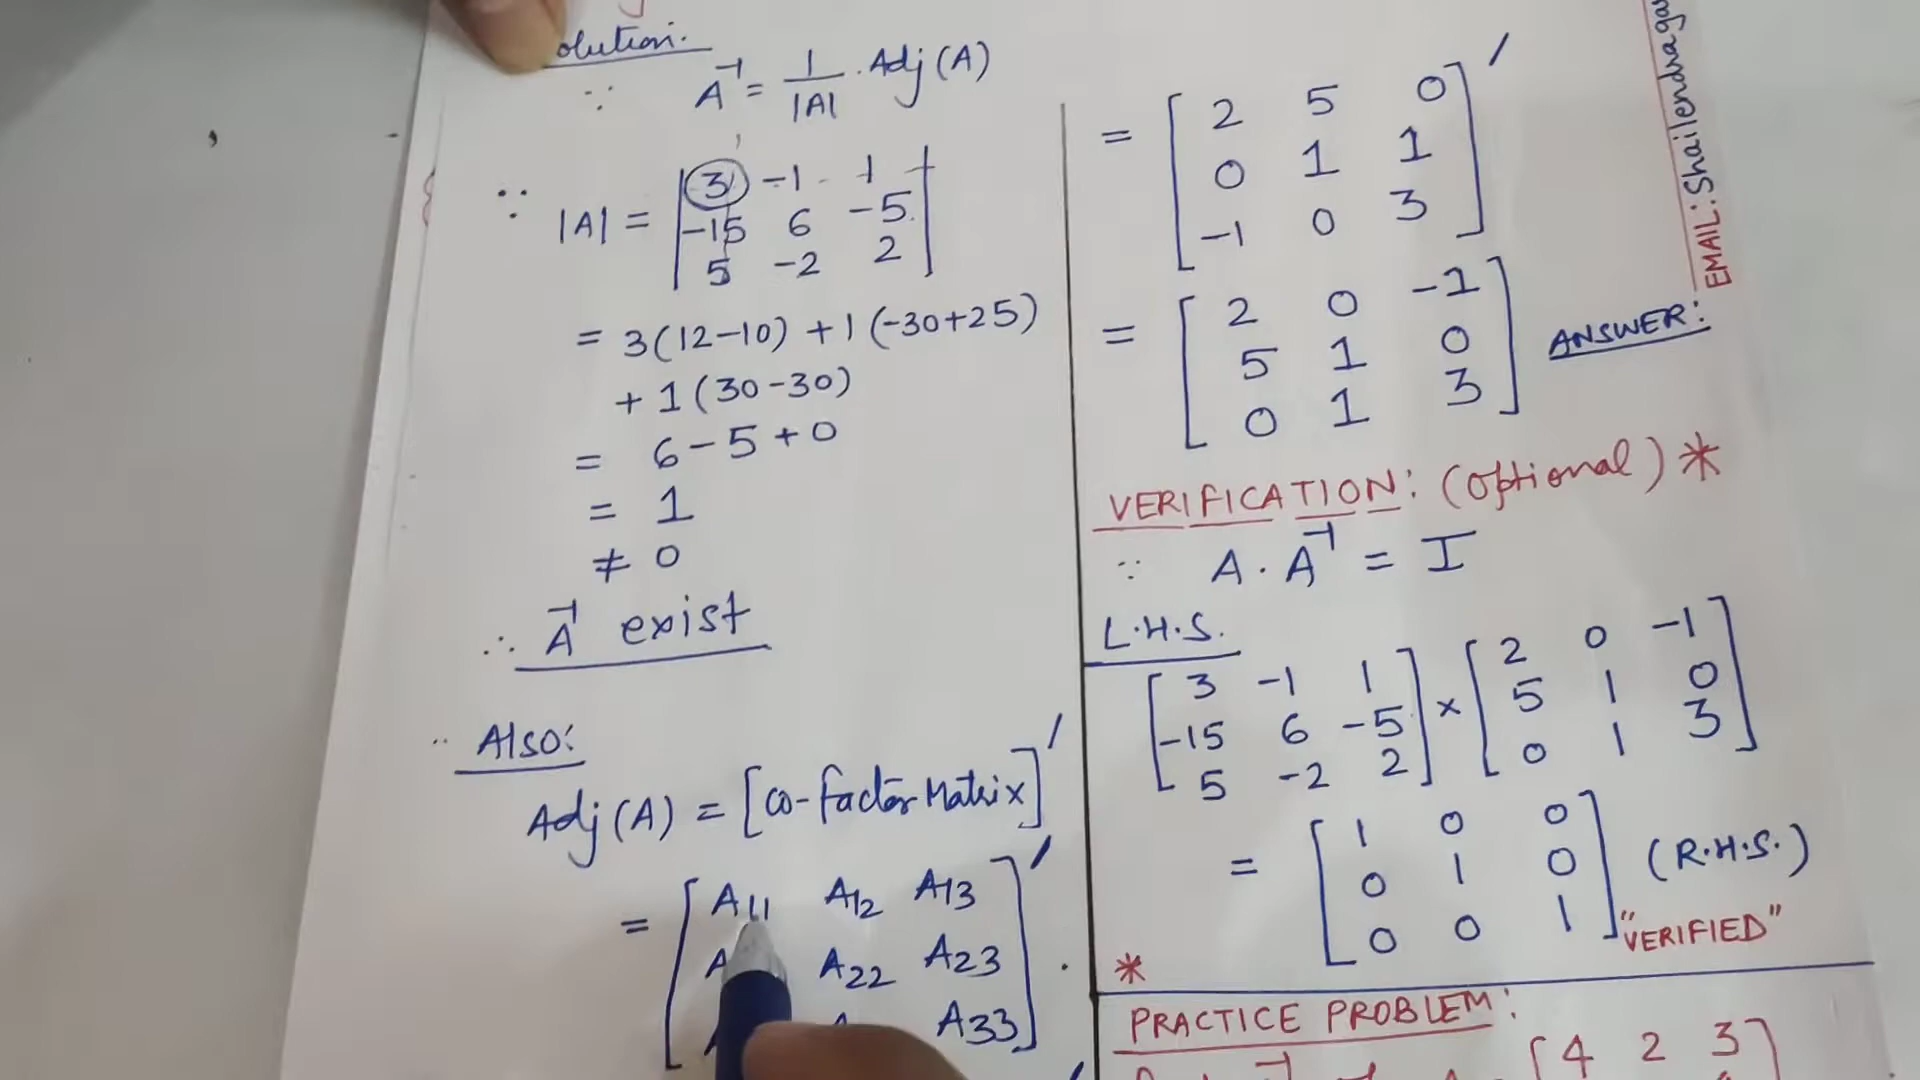 olution.
∵ A⁻¹ = 1/|A| . Adj(A)
∵ |A| = | 3 -1 1 |
| -15 6 -5 |
| 5 -2 2 |
= 3(12-10) +1(-30+25)
+ 1(30-30)
= 6-5+0
= 1
≠ 0
∴ A⁻¹ exist
Also:
Adj(A) = [co-factor Matrix]′
= [ A11 A12 A13 ]′
A22 A23
A33
= [ 2 5 0 ]′
0 1 1
-1 0 3
= [ 2 0 -1 ]
5 1 0 ANSWER:
0 1 3
VERIFICATION: (optional) *
∵ A . A⁻¹ = I
L.H.S.
[ 3 -1 1 ] × [ 2 0 -1 ]
-15 6 -5 5 1 0
5 -2 2 0 1 3
= [ 1 0 0 ]
0 1 0 (R.H.S.)
0 0 1 "VERIFIED"
*
PRACTICE PROBLEM:
[ 4 2 3 ]
EMAIL: Shailendraga